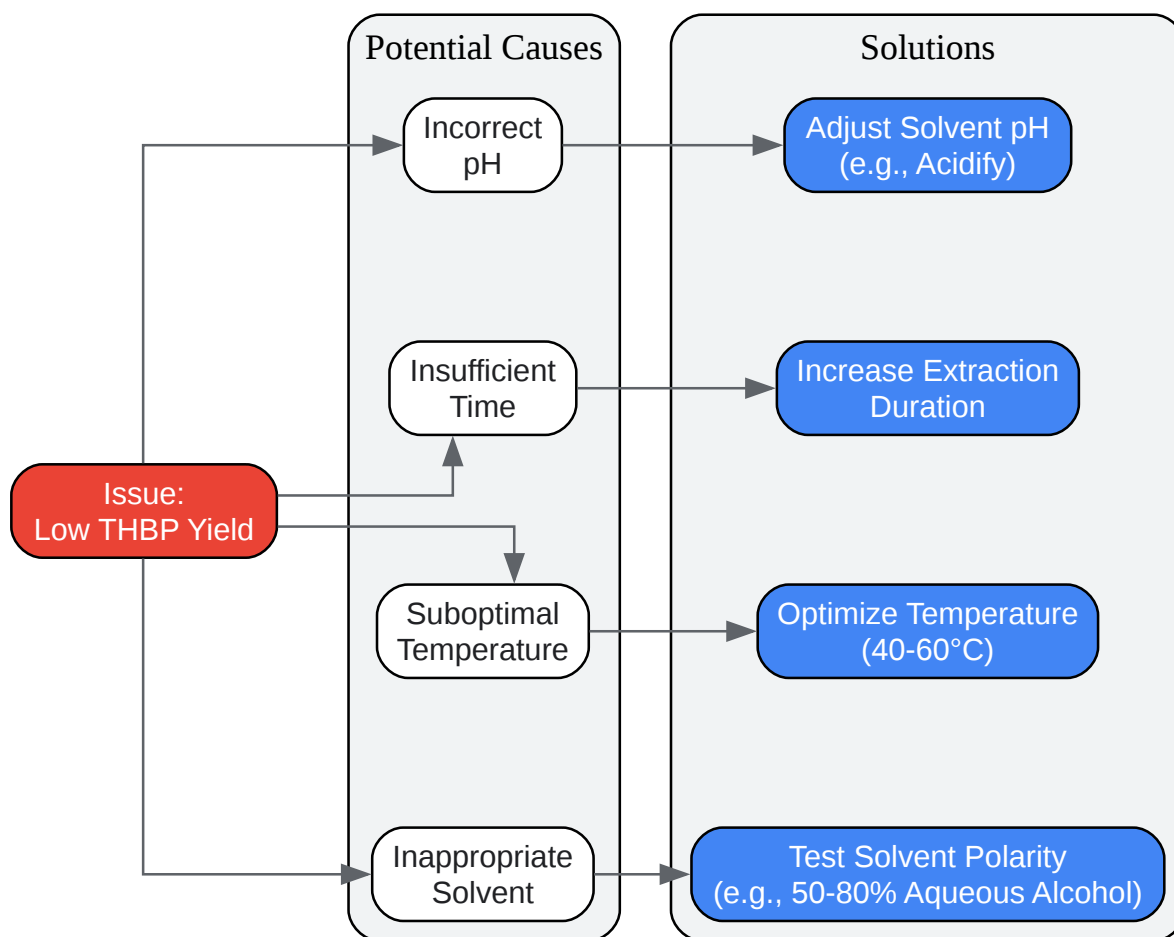 Potential Causes
Solutions
Incorrect
pH
Adjust Solvent pH
(e.g., Acidify)
Insufficient
Time
Increase Extraction
Duration
Issue:
Low THBP Yield
Suboptimal
Temperature
Optimize Temperature
(40-60°C)
Inappropriate
Solvent
Test Solvent Polarity
(e.g., 50-80% Aqueous Alcohol)